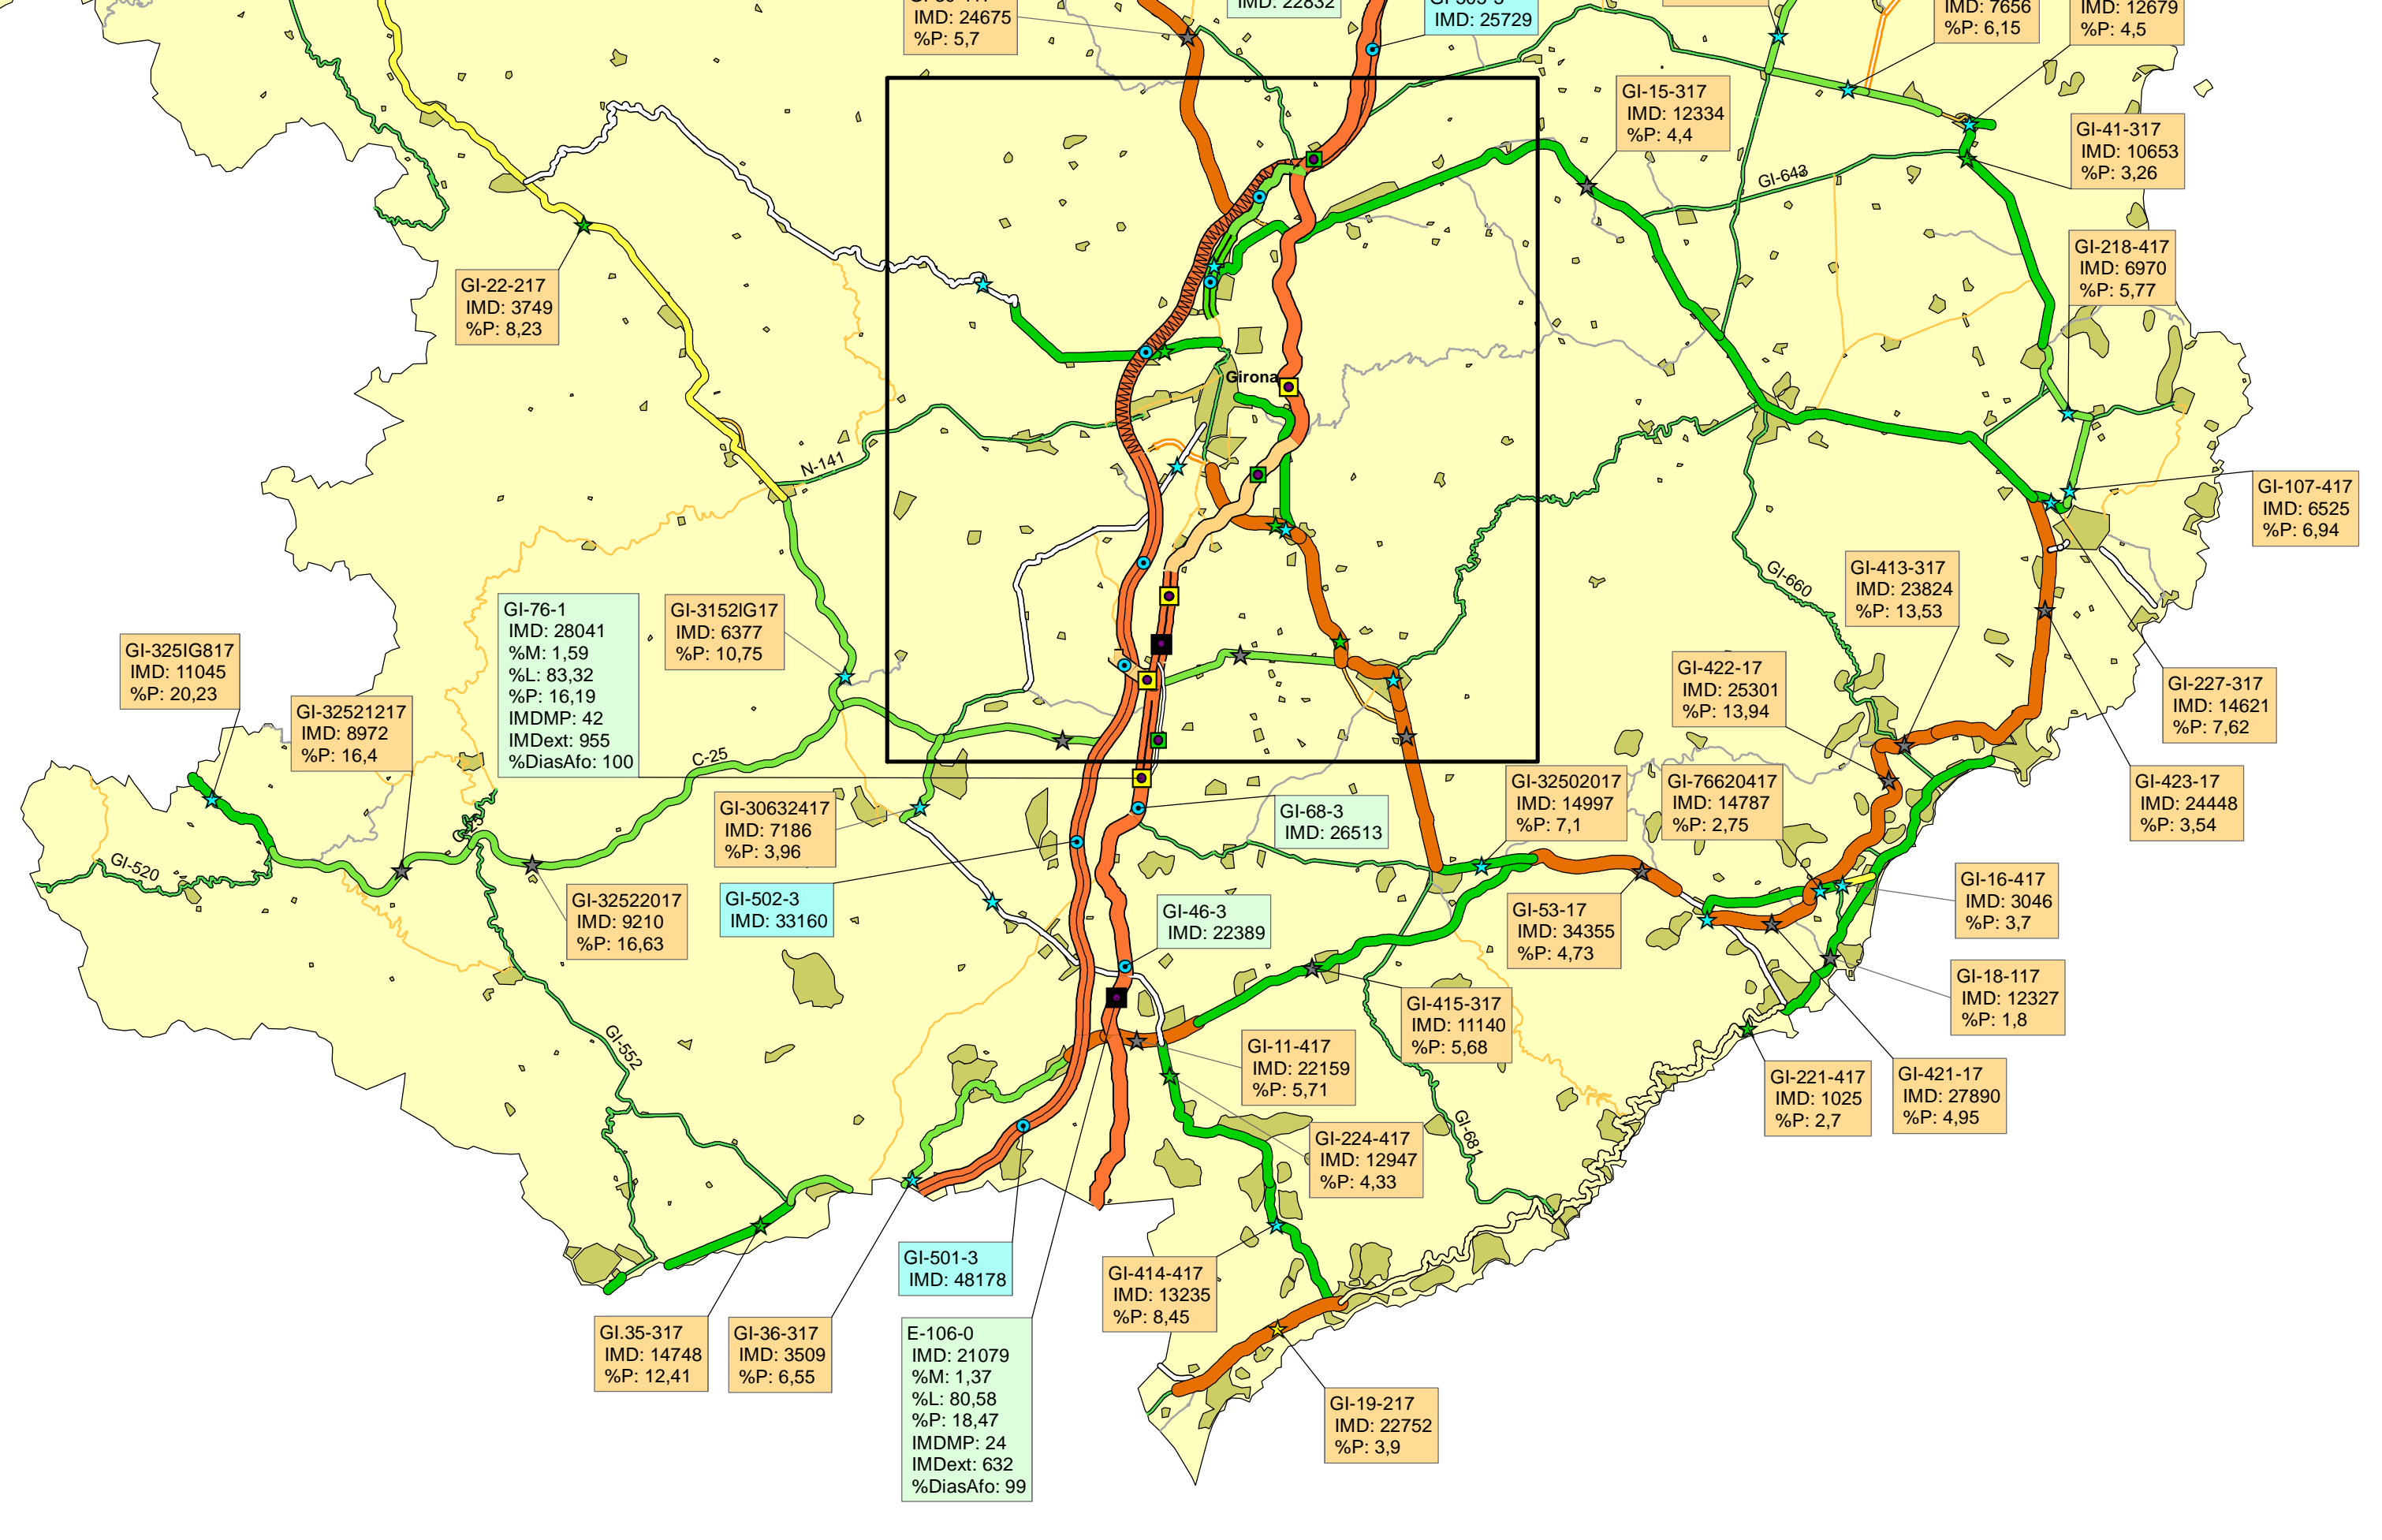 IMD: 24675
%P: 5,7
IMD: 22832
IMD: 25729
IMD: 7656
%P: 6,15
IMD: 12679
%P: 4,5
GI-15-317
IMD: 12334
%P: 4,4
GI-41-317
IMD: 10653
%P: 3,26
GI-643
GI-218-417
IMD: 6970
%P: 5,77
GI-22-217
IMD: 3749
%P: 8,23
Girona
N-141
GI-107-417
IMD: 6525
%P: 6,94
GI-413-317
IMD: 23824
%P: 13,53
GI-660
GI-76-1
IMD: 28041
%M: 1,59
%L: 83,32
%P: 16,19
IMDMP: 42
IMDext: 955
%DiasAfo: 100
GI-3152IG17
IMD: 6377
%P: 10,75
GI-325IG817
IMD: 11045
%P: 20,23
GI-422-17
IMD: 25301
%P: 13,94
GI-227-317
IMD: 14621
%P: 7,62
GI-32521217
IMD: 8972
%P: 16,4
C-25
GI-32502017
IMD: 14997
%P: 7,1
GI-76620417
IMD: 14787
%P: 2,75
GI-423-17
IMD: 24448
%P: 3,54
GI-30632417
IMD: 7186
%P: 3,96
GI-68-3
IMD: 26513
GI-520
GI-16-417
IMD: 3046
%P: 3,7
GI-32522017
IMD: 9210
%P: 16,63
GI-502-3
IMD: 33160
GI-46-3
IMD: 22389
GI-53-17
IMD: 34355
%P: 4,73
GI-18-117
IMD: 12327
%P: 1,8
GI-415-317
IMD: 11140
%P: 5,68
GI-552
GI-11-417
IMD: 22159
%P: 5,71
GI-221-417
IMD: 1025
%P: 2,7
GI-421-17
IMD: 27890
%P: 4,95
GI-681
GI-224-417
IMD: 12947
%P: 4,33
GI-501-3
IMD: 48178
GI-414-417
IMD: 13235
%P: 8,45
GI.35-317
IMD: 14748
%P: 12,41
GI-36-317
IMD: 3509
%P: 6,55
E-106-0
IMD: 21079
%M: 1,37
%L: 80,58
%P: 18,47
IMDMP: 24
IMDext: 632
%DiasAfo: 99
GI-19-217
IMD: 22752
%P: 3,9